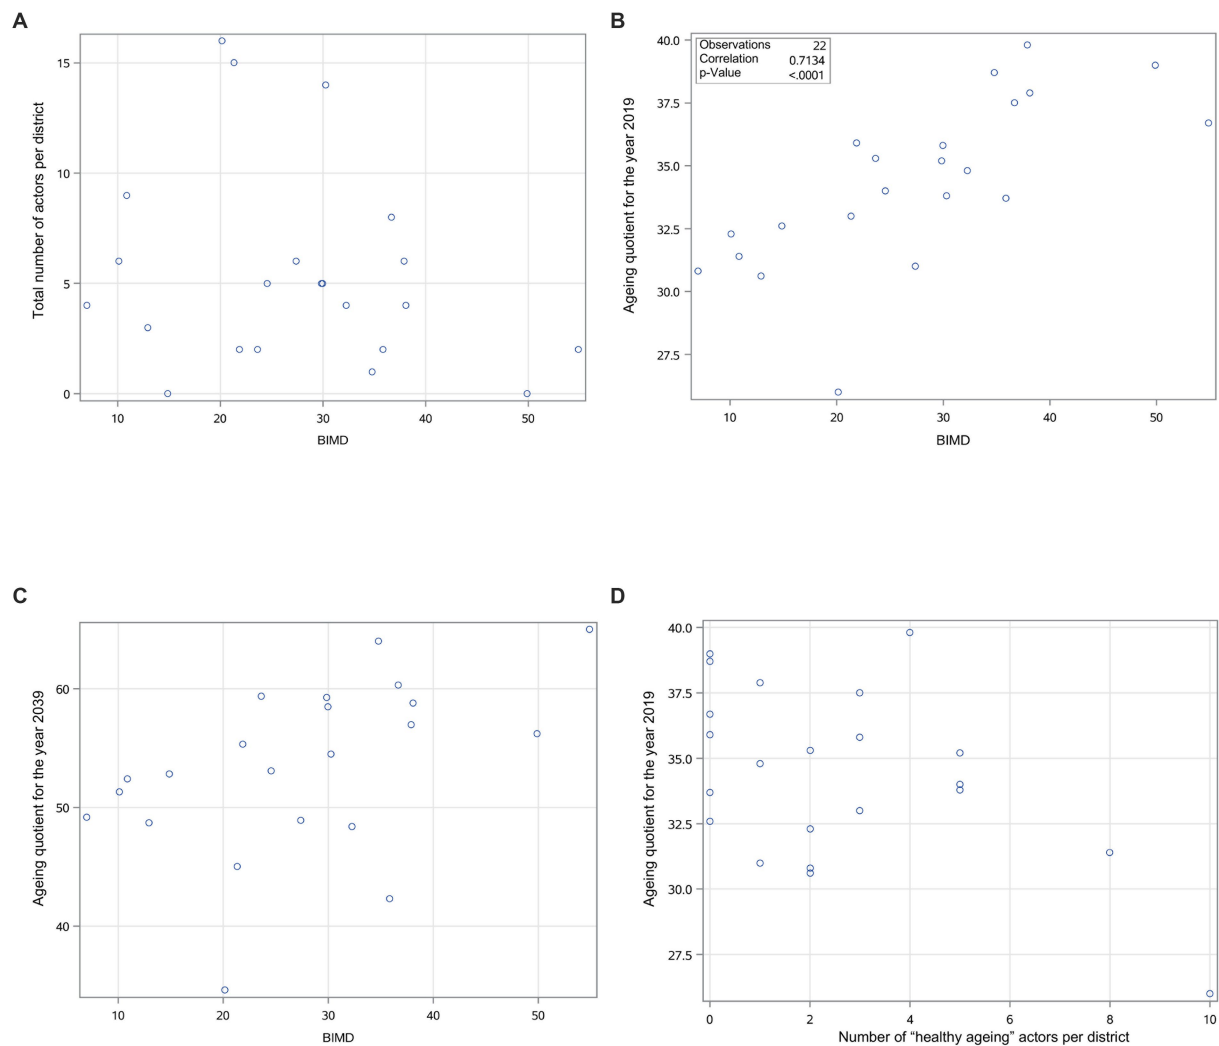 A
Total number of actors per district
15
10
5
0
10 20 30 40 50
BIMD
B
Observations 22
Correlation 0.7134
p-Value <.0001
Ageing quotient for the year 2019
40.0
37.5
35.0
32.5
30.0
27.5
10 20 30 40 50
BIMD
C
Ageing quotient for the year 2039
60
50
40
10 20 30 40 50
BIMD
D
Ageing quotient for the year 2019
40.0
37.5
35.0
32.5
30.0
27.5
0 2 4 6 8 10
Number of “healthy ageing” actors per district